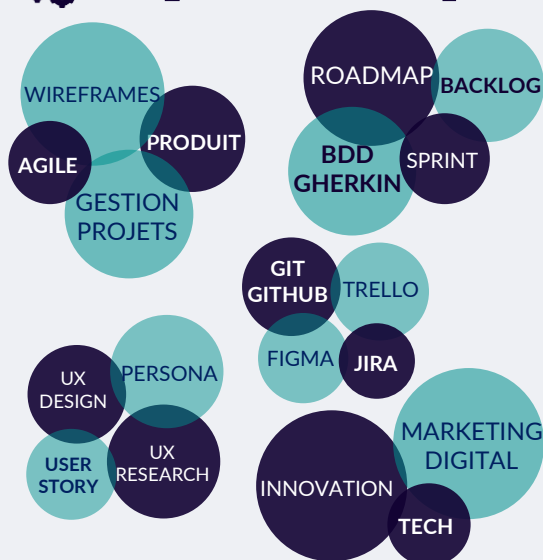 WIREFRAMES
PRODUIT
AGILE
GESTION
PROJETS
ROADMAP
BACKLOG
BDD
GHERKIN
SPRINT
GIT
GITHUB
TRELLO
FIGMA
JIRA
PERSONA
UX
DESIGN
USER
STORY
UX
RESEARCH
MARKETING
DIGITAL
INNOVATION
TECH